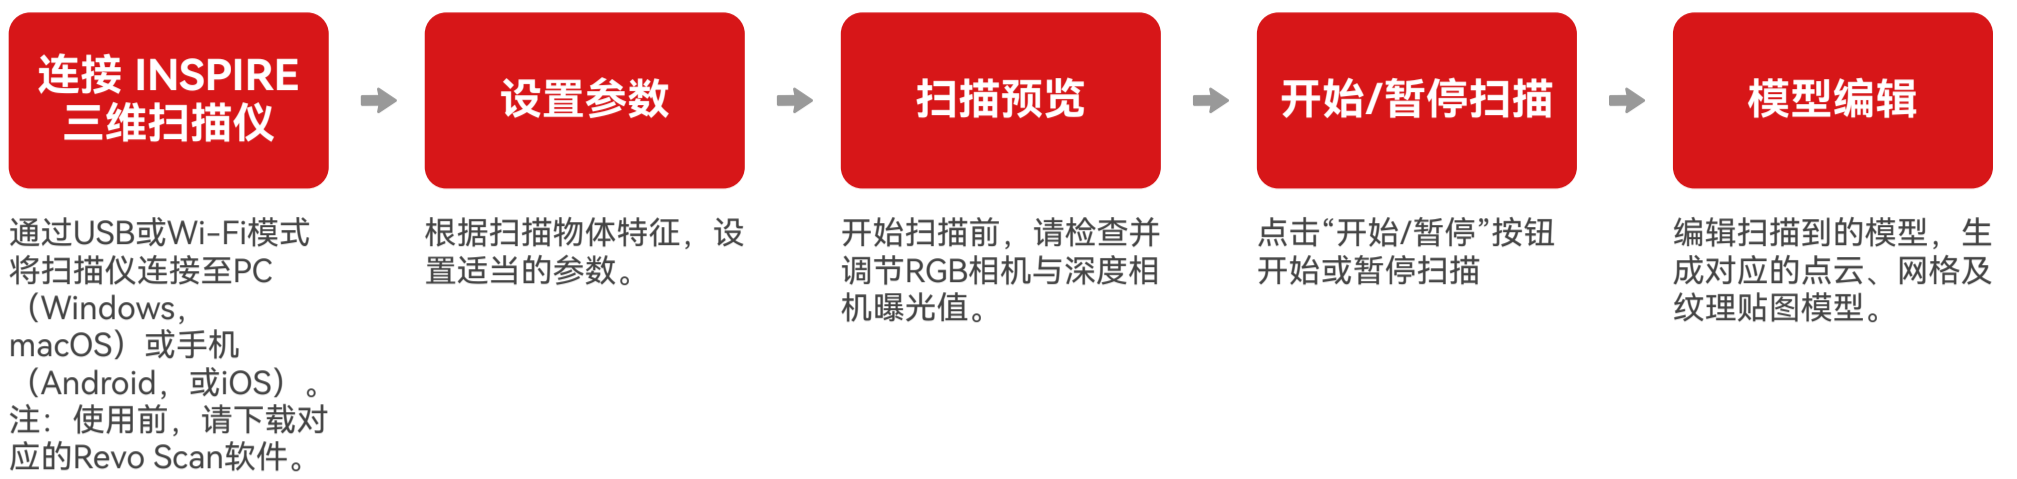 连接 INSPIRE
三维扫描仪
设置参数
扫描预览
开始/暂停扫描
模型编辑
通过USB或Wi-Fi模式
将扫描仪连接至PC
（Windows，
macOS）或手机
（Android，或iOS）。
注：使用前，请下载对
应的Revo Scan软件。
根据扫描物体特征，设
置适当的参数。
开始扫描前，请检查并
调节RGB相机与深度相
机曝光值。
点击“开始/暂停”按钮
开始或暂停扫描
编辑扫描到的模型，生
成对应的点云、网格及
纹理贴图模型。